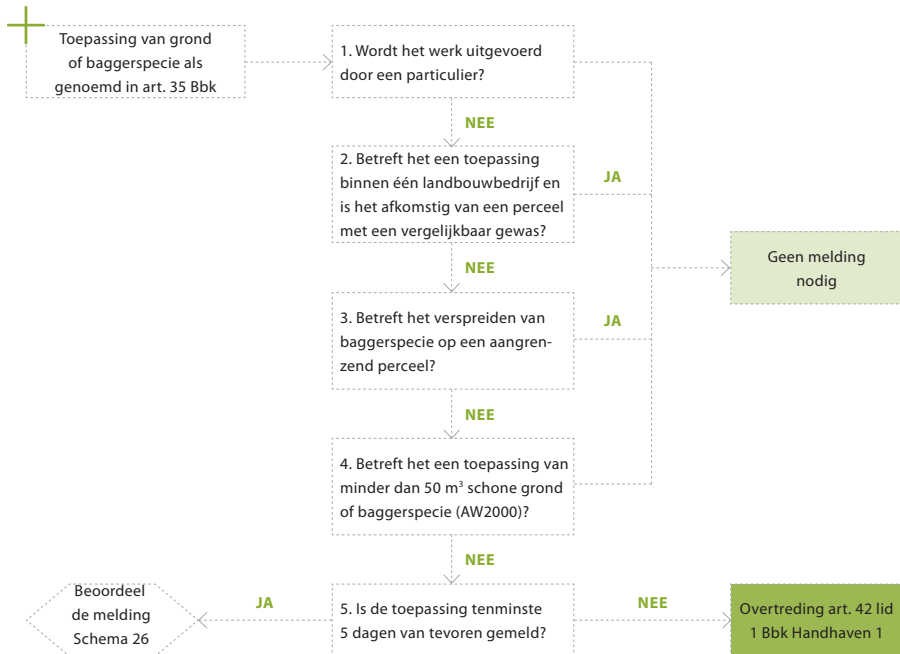 Toepassing van grond
of baggerspecie als
genoemd in art. 35 Bbk
1. Wordt het werk uitgevoerd
door een particulier?
NEE
2. Betreft het een toepassing
binnen één landbouwbedrijf en
is het afkomstig van een perceel
met een vergelijkbaar gewas?
JA
Geen melding
nodig
NEE
3. Betreft het verspreiden van
baggerspecie op een aangren-
zend perceel?
JA
NEE
4. Betreft het een toepassing van
minder dan 50 m³ schone grond
of baggerspecie (AW2000)?
NEE
5. Is de toepassing tenminste
5 dagen van tevoren gemeld?
JA
Beoordeel
de melding
Schema 26
NEE
Overtreding art. 42 lid
1 Bbk Handhaven 1